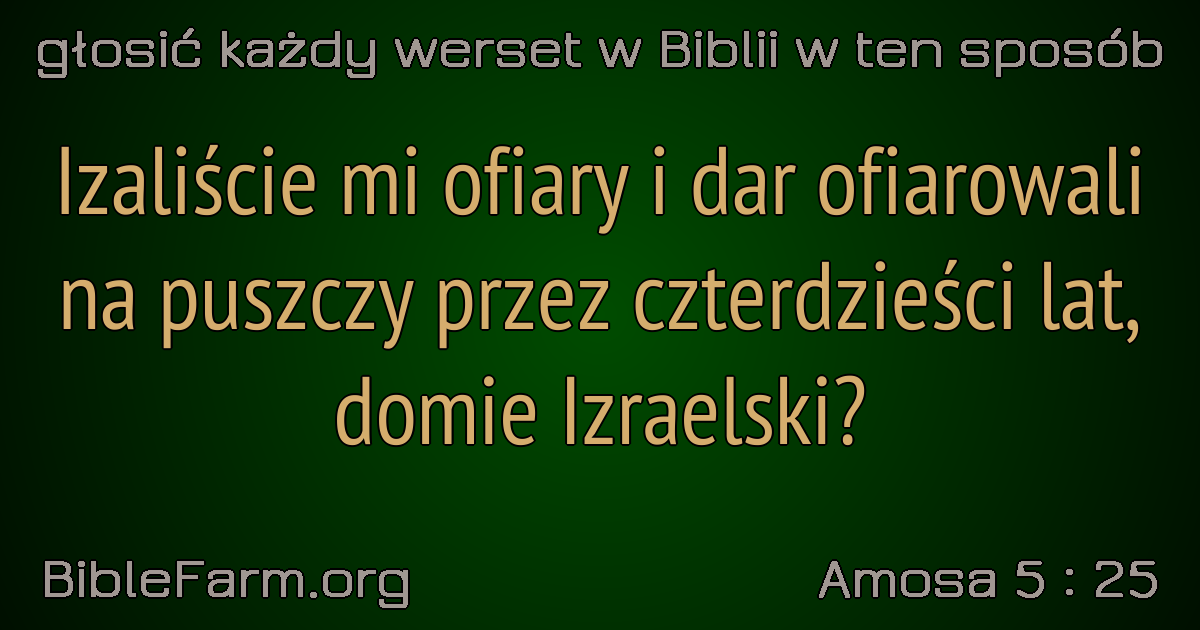 głosić każdy werset w Biblii w ten sposób
Izaliście mi ofiary i dar ofiarowali
na puszczy przez czterdzieści lat,
domie Izraelski?
BibleFarm.org
Amosa 5 : 25